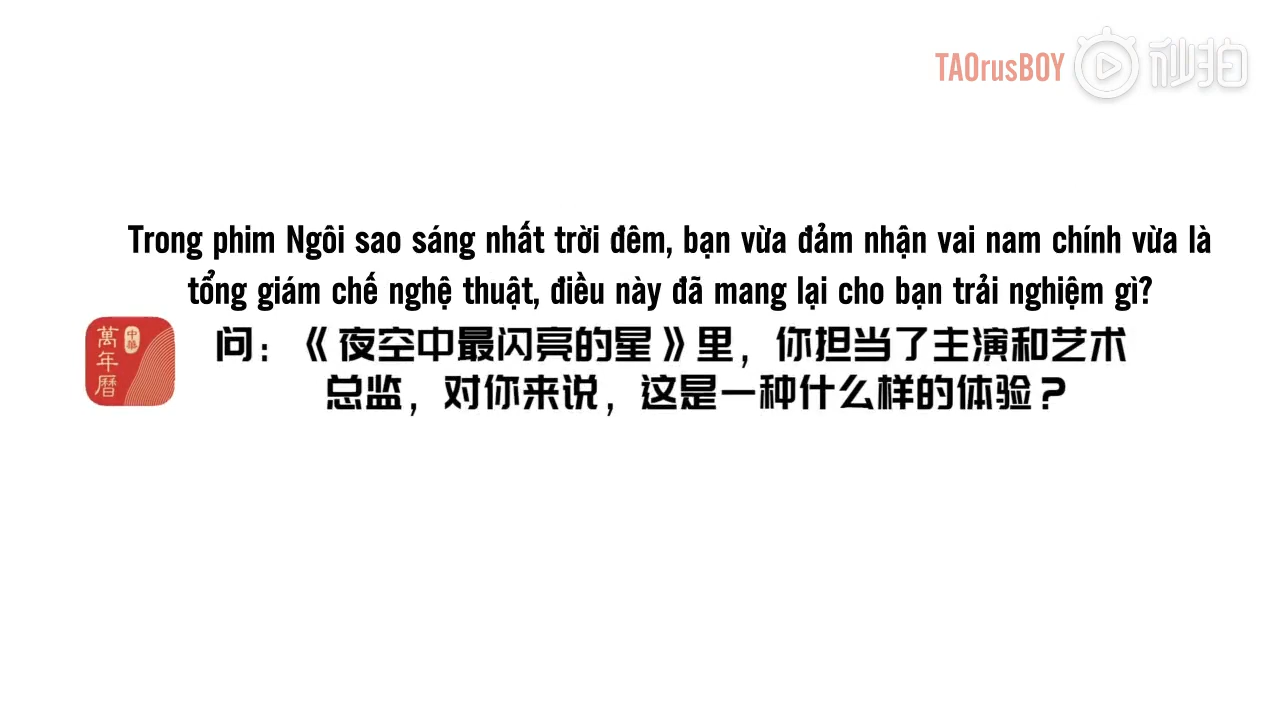 TAOrusBOY 秒拍
Trong phim Ngôi sao sáng nhất trời đêm, bạn vừa đảm nhận vai nam chính vừa là
tổng giám chế nghệ thuật, điều này đã mang lại cho bạn trải nghiệm gì?
中華
萬年曆
问：《夜空中最闪亮的星》里，你担当了主演和艺术
总监，对你来说，这是一种什么样的体验？